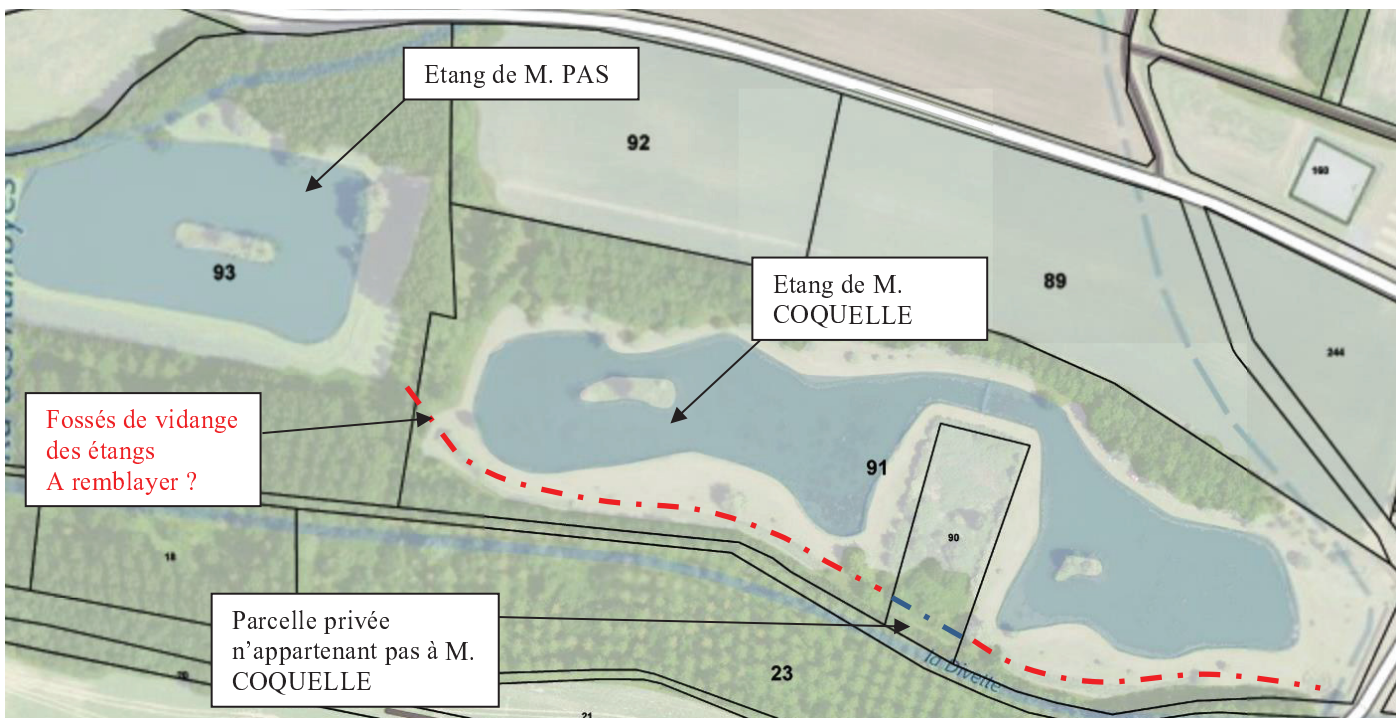 Etang de M. PAS
92
160
93
89
Etang de M.
COQUELLE
244
Fossés de vidange
des étangs
A remblayer ?
91
90
18
Parcelle privée
n'appartenant pas à M.
COQUELLE
23
la Divette
21